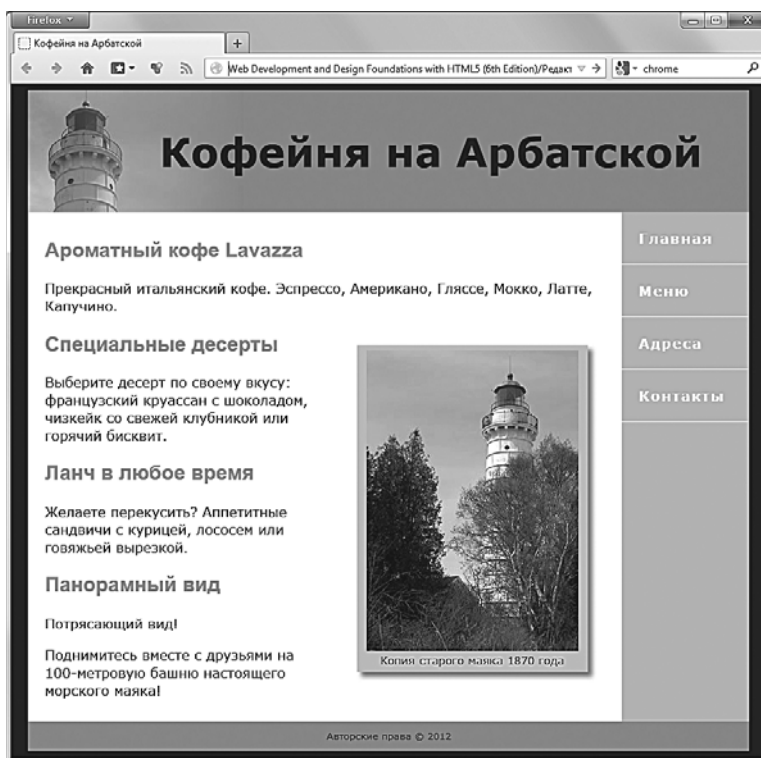 Firefox
Кофейня на Арбатской
Web Development and Design Foundations with HTML5 (6th Edition)/Редакт
chrome
Кофейня на Арбатской
Ароматный кофе Lavazza
Прекрасный итальянский кофе. Эспрессо, Американо, Гляссе, Мокко, Латте,
Капучино.
Специальные десерты
Выберите десерт по своему вкусу:
французский круассан с шоколадом,
чизкейк со свежей клубникой или
горячий бисквит.
Ланч в любое время
Желаете перекусить? Аппетитные
сандвичи с курицей, лососем или
говяжьей вырезкой.
Панорамный вид
Потрясающий вид!
Поднимитесь вместе с друзьями на
100-метровую башню настоящего
морского маяка!
Копия старого маяка 1870 года
Главная
Меню
Адреса
Контакты
Авторские права © 2012